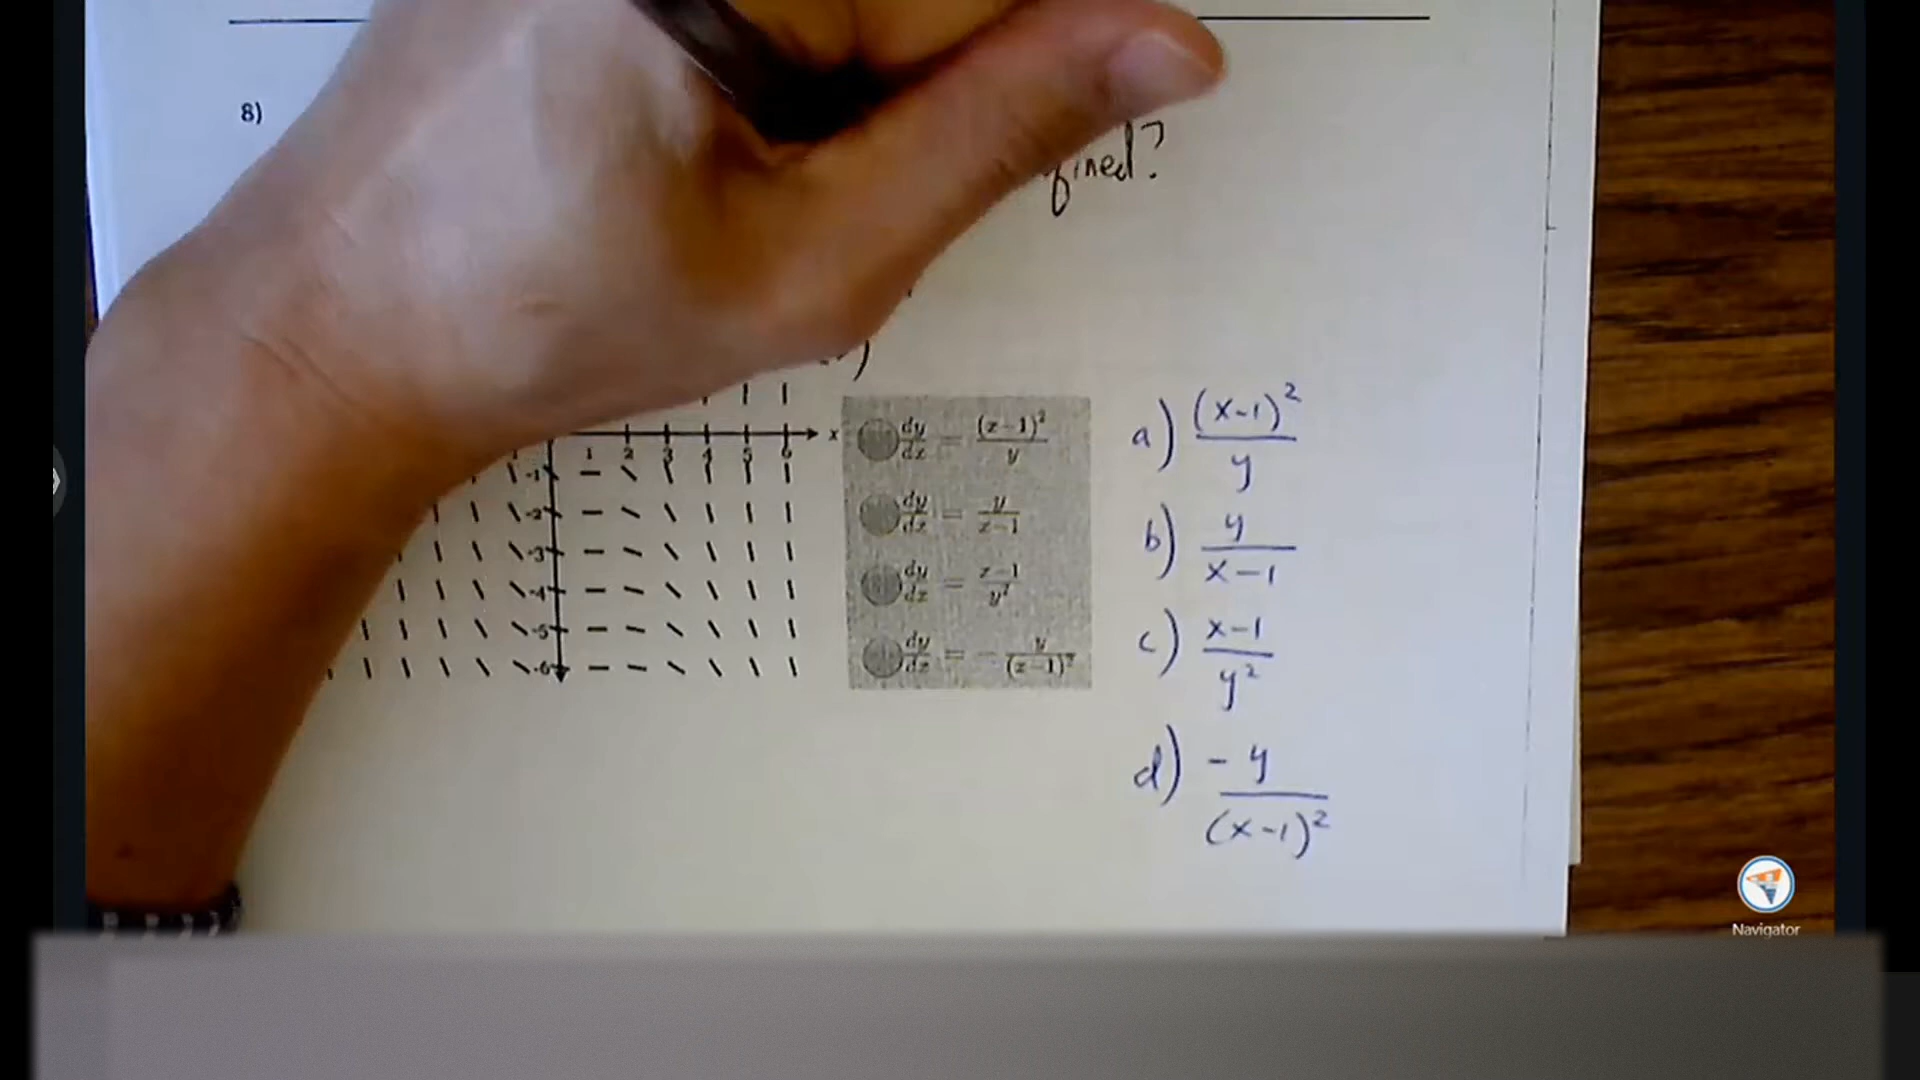 8)
fined?
x
1 2 3 4 5 6
-1
-2
-3
-4
-5
-6
dy/dx = (x-1)²/y
dy/dx = y/(x-1)
dy/dx = (x-1)/y²
dy/dx = - y/(x-1)²
a) (x-1)²/y
b) y/(x-1)
c) (x-1)/y²
d) -y/(x-1)²
Navigator